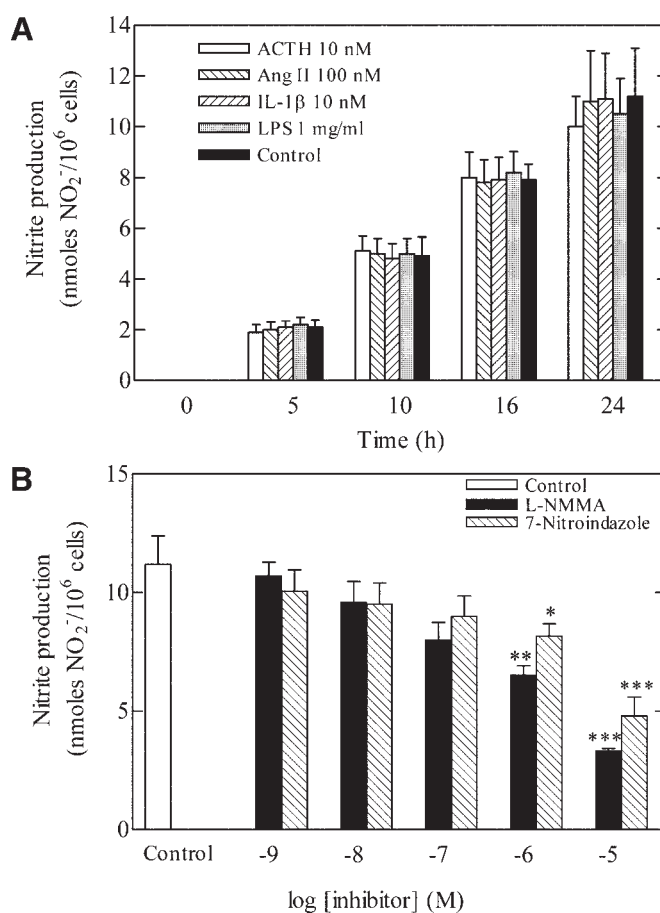 A
Nitrite production
(nmoles NO₂⁻/10⁶ cells)
14
12
10
8
6
4
2
0
ACTH 10 nM
Ang II 100 nM
IL-1β 10 nM
LPS 1 mg/ml
Control
0 5 10 16 24
Time (h)
B
Nitrite production
(nmoles NO₂⁻/10⁶ cells)
15
10
5
0
Control
L-NMMA
7-Nitroindazole
** * *** ***
Control -9 -8 -7 -6 -5
log [inhibitor] (M)